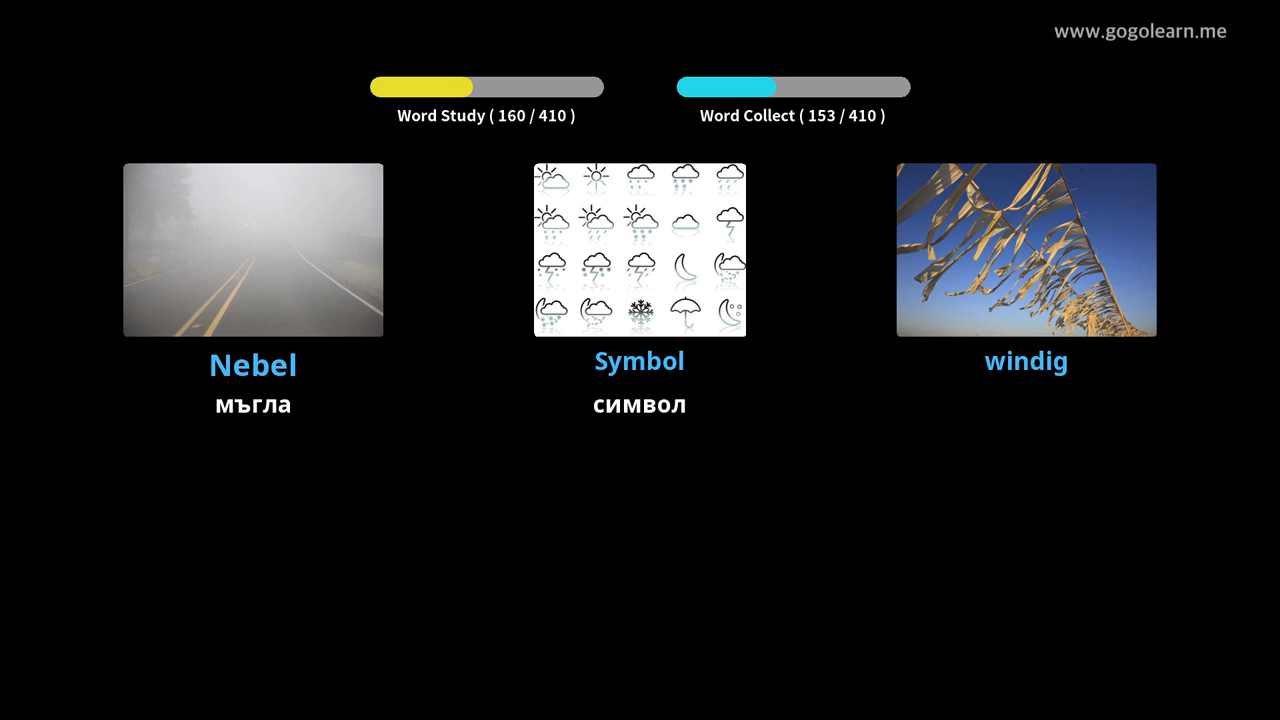 www.gogolearn.me
Word Study ( 160 / 410 )
Word Collect ( 153 / 410 )
Nebel
Symbol
windig
мъгла
символ